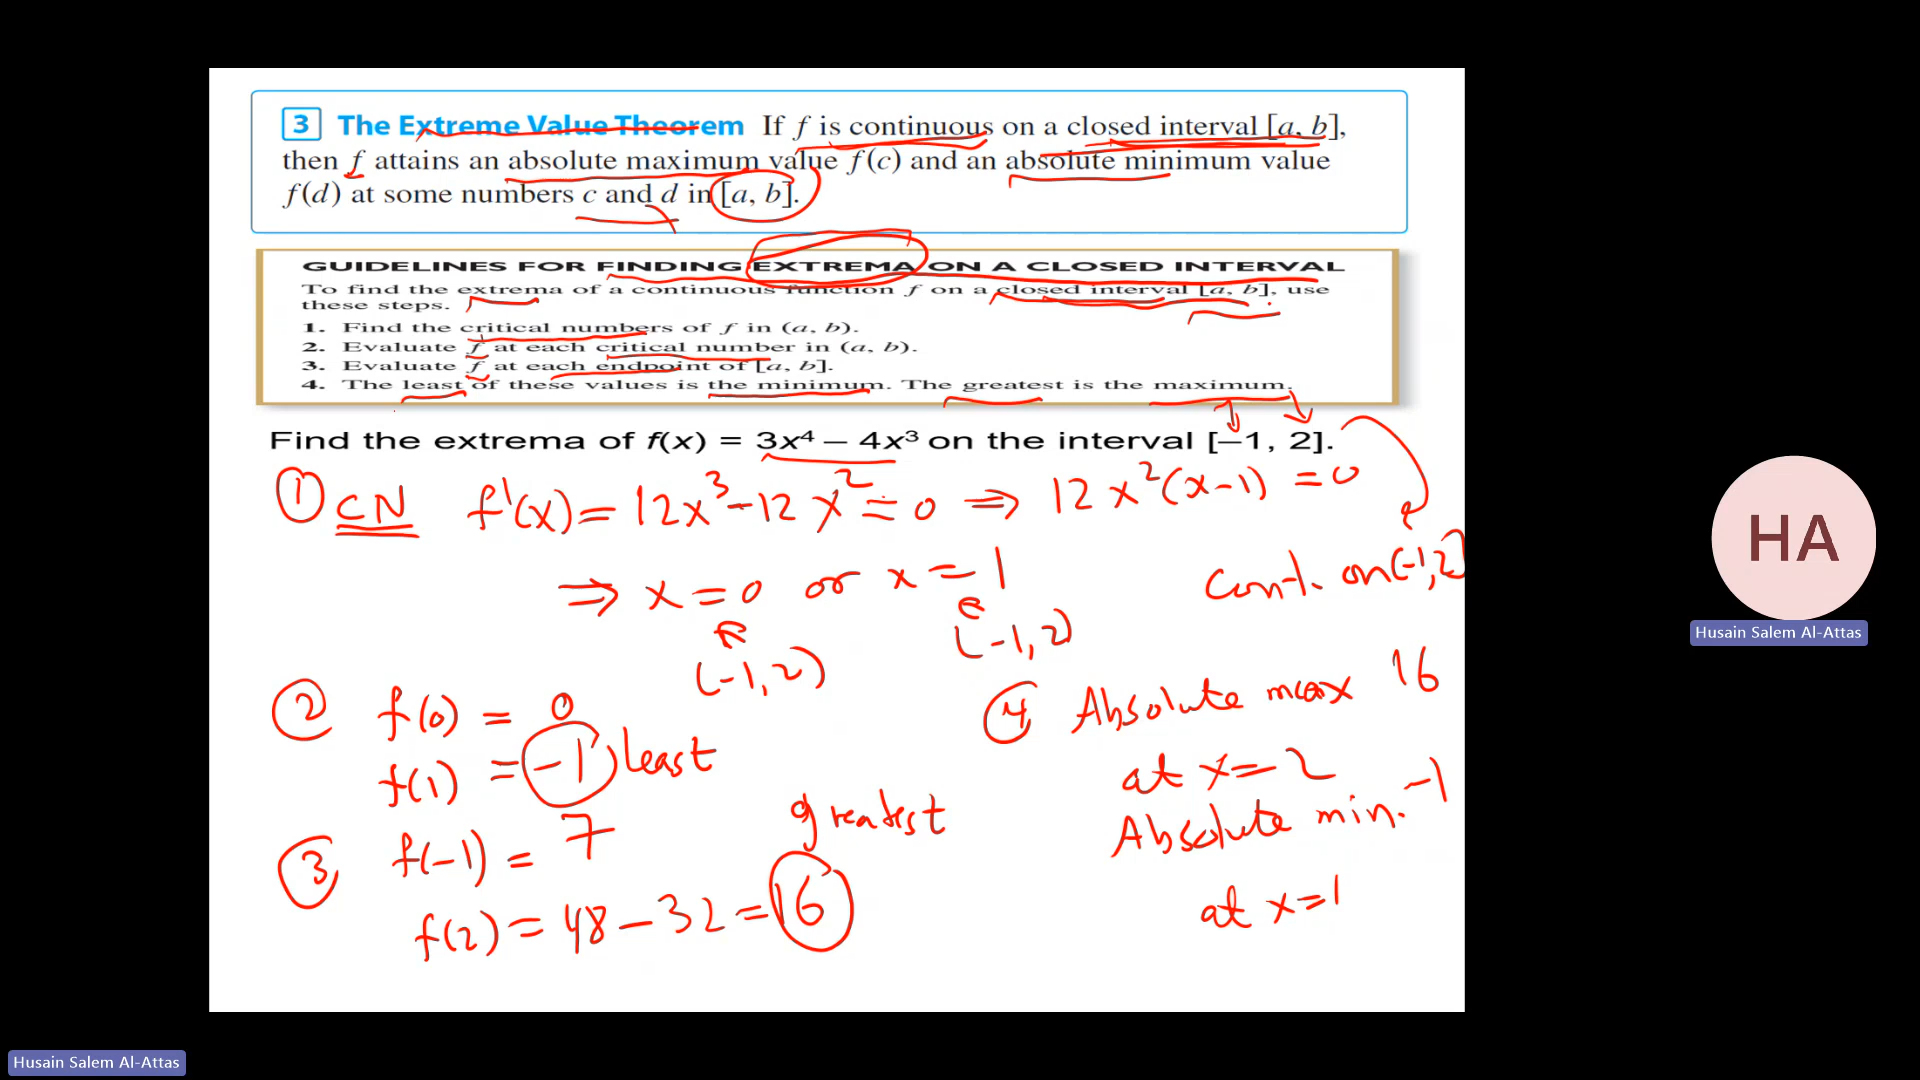 3 The Extreme Value Theorem If f is continuous on a closed interval [a, b],
then f attains an absolute maximum value f(c) and an absolute minimum value
f(d) at some numbers c and d in [a, b].
GUIDELINES FOR FINDING EXTREMA ON A CLOSED INTERVAL
To find the extrema of a continuous function f on a closed interval [a, b], use
these steps.
1. Find the critical numbers of f in (a, b).
2. Evaluate f at each critical number in (a, b).
3. Evaluate f at each endpoint of [a, b].
4. The least of these values is the minimum. The greatest is the maximum.
Find the extrema of f(x) = 3x⁴ – 4x³ on the interval [–1, 2].
① CN f'(x) = 12x³ - 12x² = 0 ⇒ 12x²(x-1) = 0
⇒ x = 0 or x = 1
cont. on [-1,2]
(-1,2)
(-1,2)
② f(0) = 0
f(1) = -1 least
③ f(-1) = 7
greatest
f(2) = 48 - 32 = 16
④ Absolute max 16
at x = 2
Absolute min. -1
at x = 1
HA
Husain Salem Al-Attas
Husain Salem Al-Attas